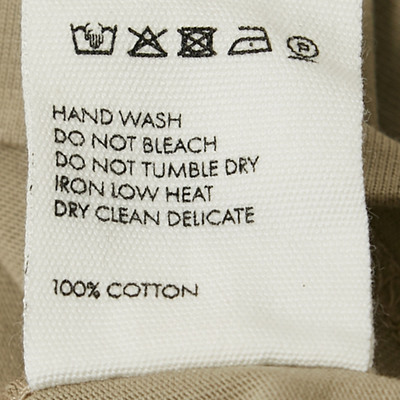 P
HAND WASH
DO NOT BLEACH
DO NOT TUMBLE DRY
IRON LOW HEAT
DRY CLEAN DELICATE
100% COTTON